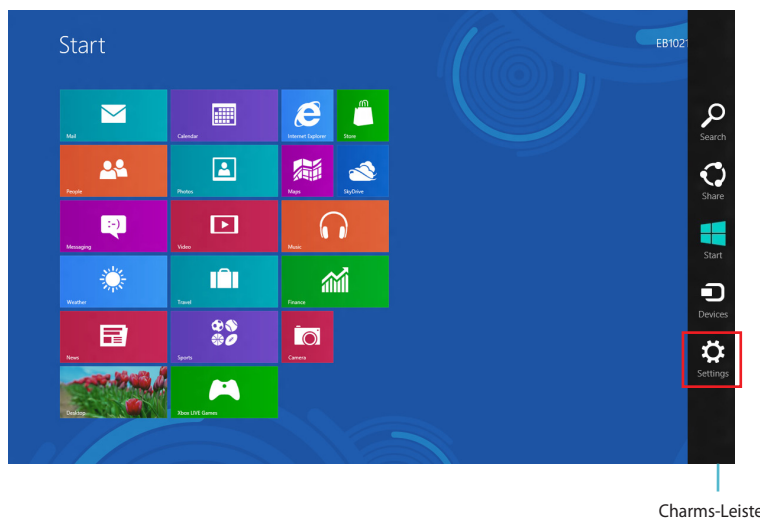 Start
EB1021
Search
Share
Start
Devices
Settings
Mail
Calendar
Internet Explorer
Store
People
Photos
Maps
SkyDrive
Messaging
Video
Music
Weather
Travel
Finance
News
Sports
Camera
Desktop
Xbox LIVE Games
Charms-Leiste